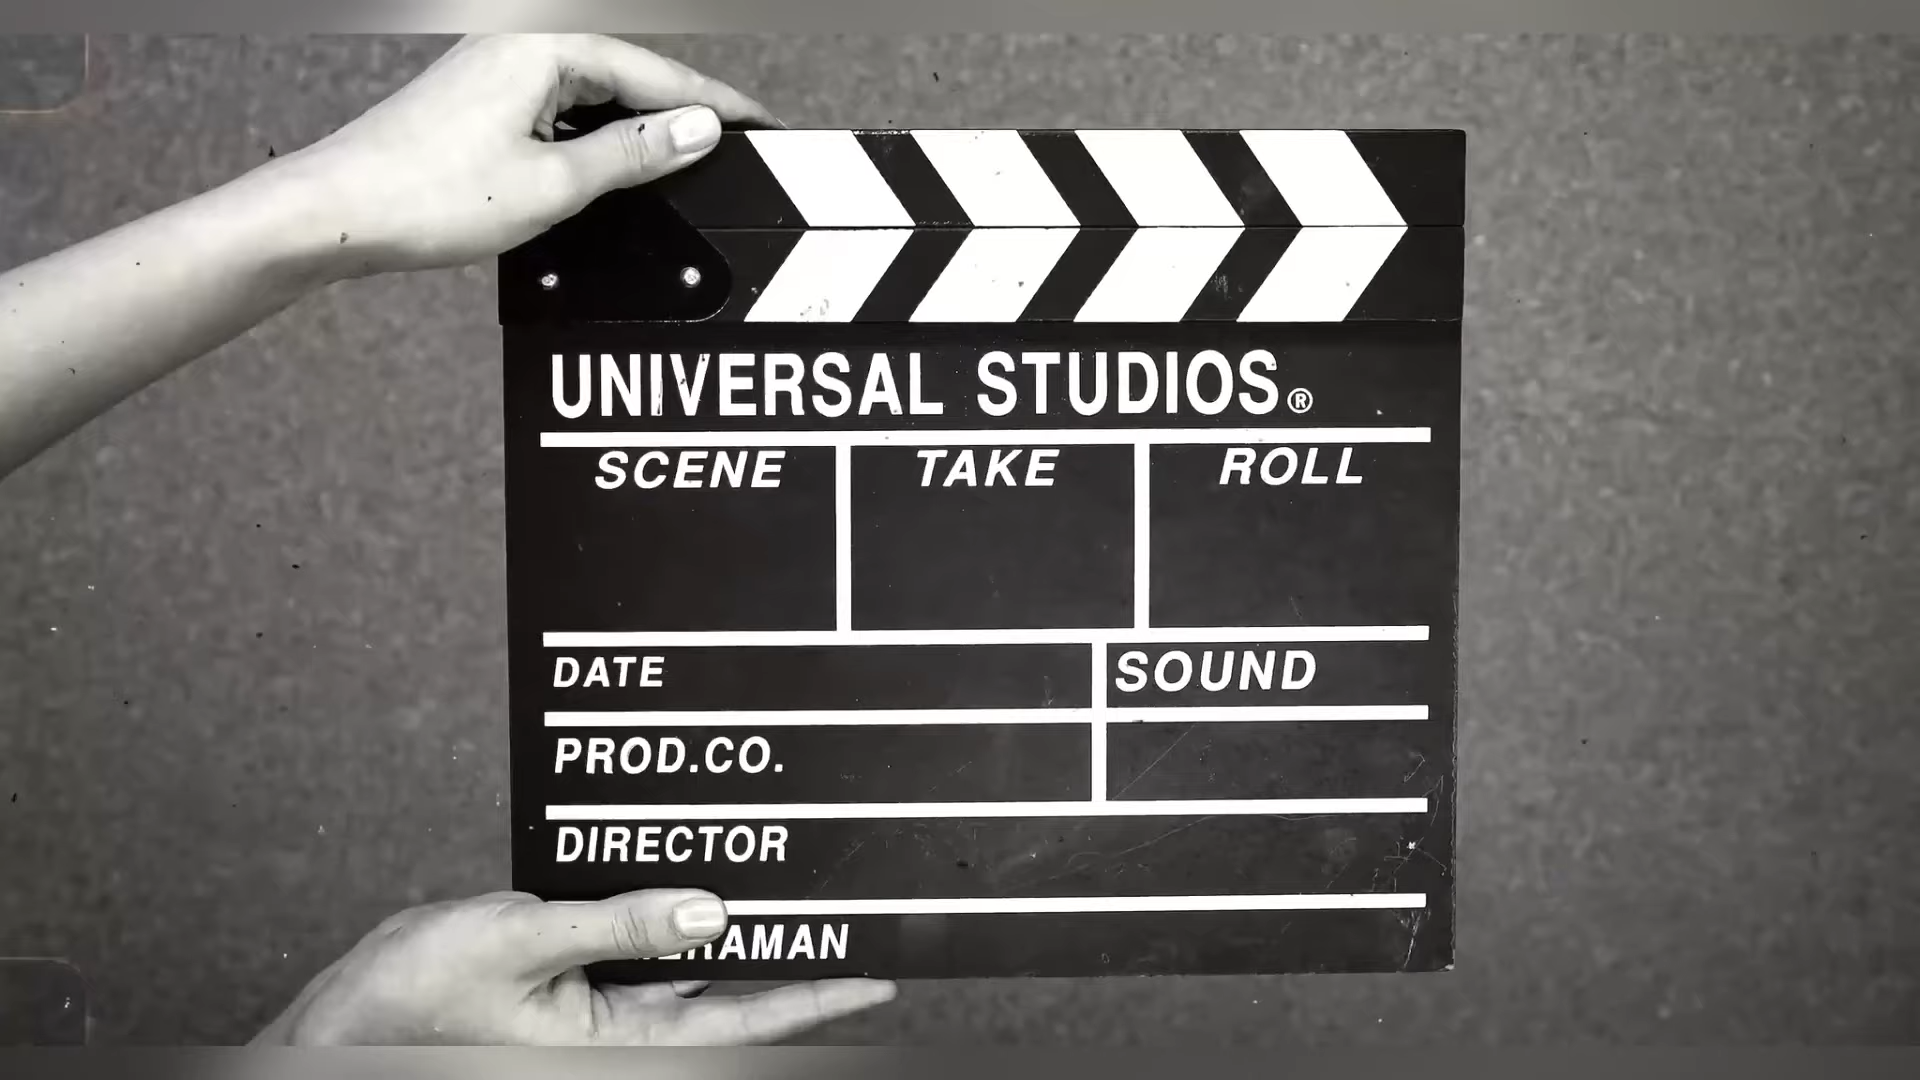 UNIVERSAL STUDIOS®
SCENE TAKE ROLL
DATE SOUND
PROD.CO.
DIRECTOR